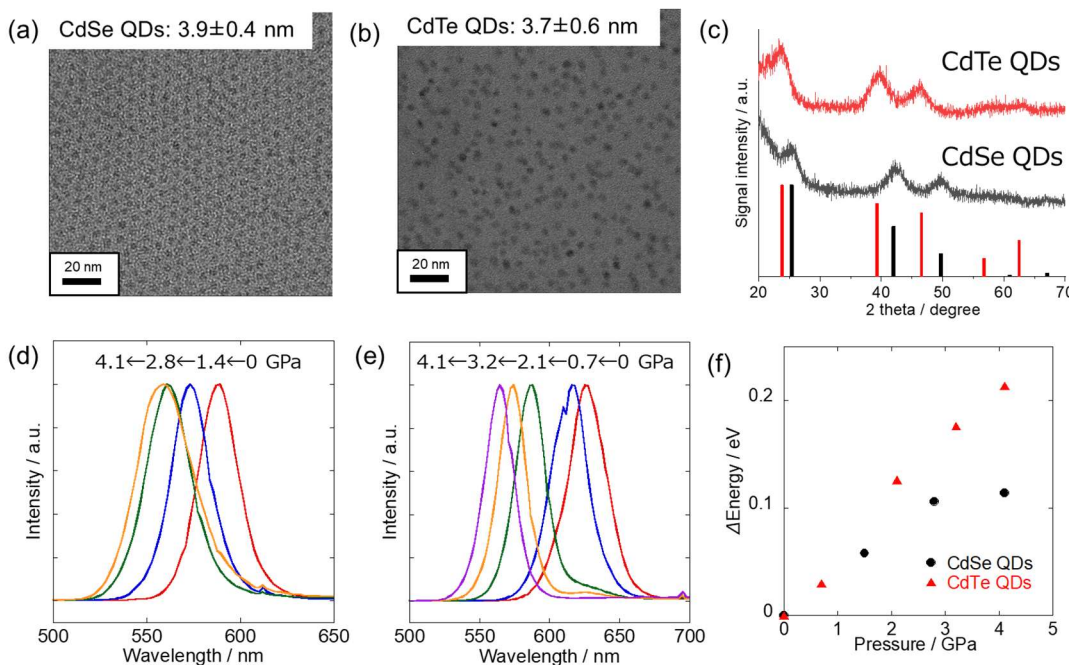 (a) CdSe QDs: 3.9±0.4 nm
20 nm
(b) CdTe QDs: 3.7±0.6 nm
20 nm
(c)
CdTe QDs
CdSe QDs
Signal intensity / a.u.
20 30 40 50 60 70
2 theta / degree
(d)
4.1←2.8←1.4←0 GPa
Intensity / a.u.
500 550 600 650
Wavelength / nm
(e)
4.1←3.2←2.1←0.7←0 GPa
Intensity / a.u.
500 550 600 650 700
Wavelength / nm
(f)
0.2
0.1
0
ΔEnergy / eV
CdSe QDs
CdTe QDs
0 1 2 3 4 5
Pressure / GPa